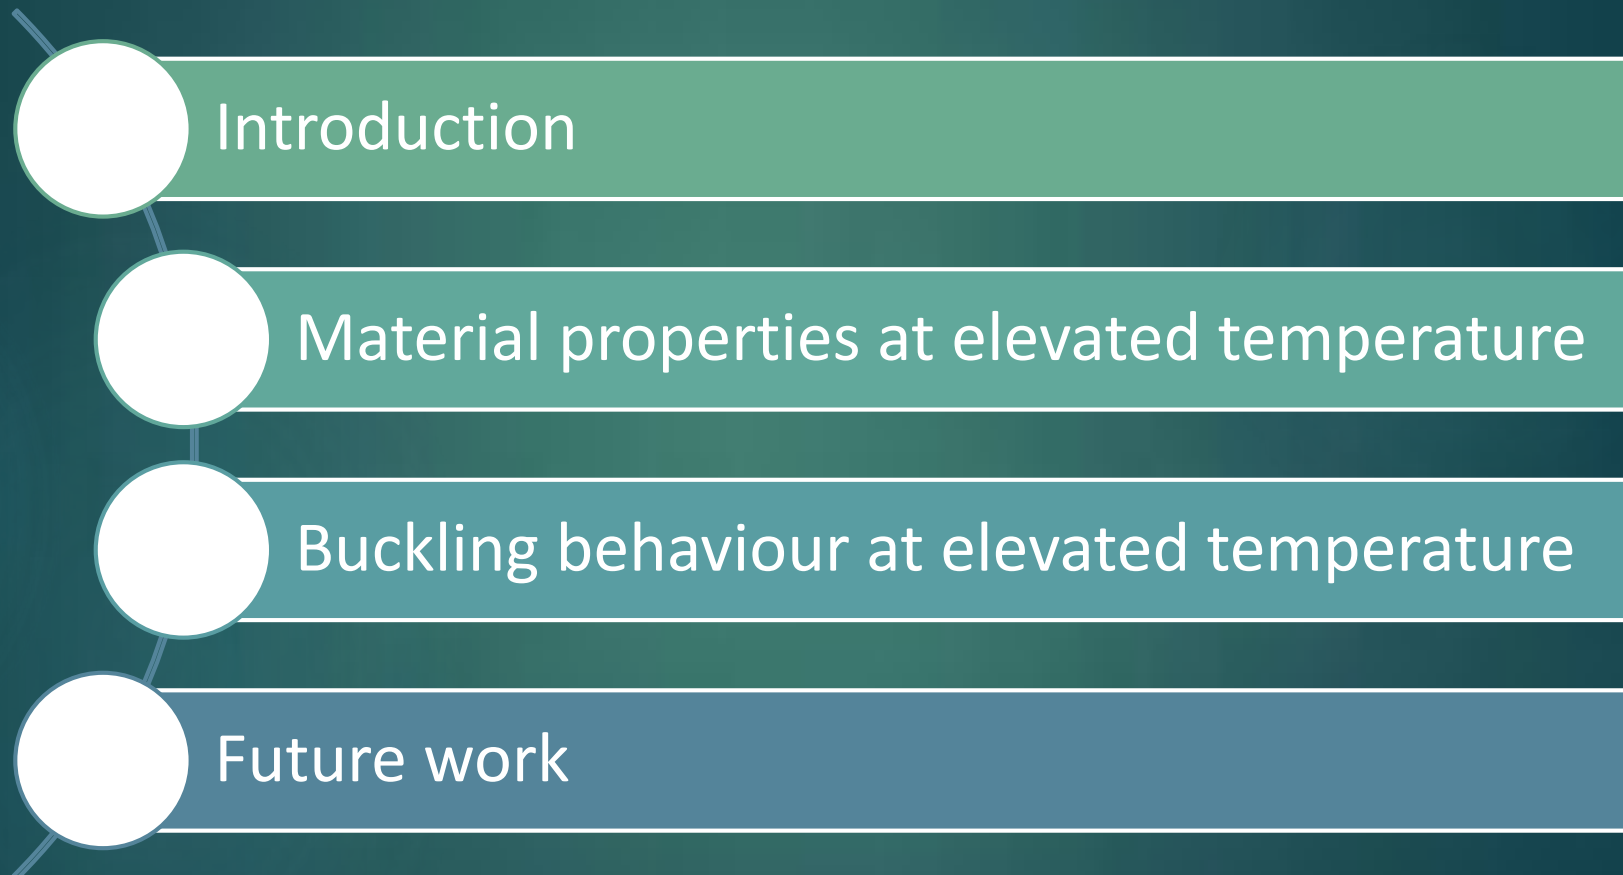 Introduction
Material properties at elevated temperature
Buckling behaviour at elevated temperature
Future work